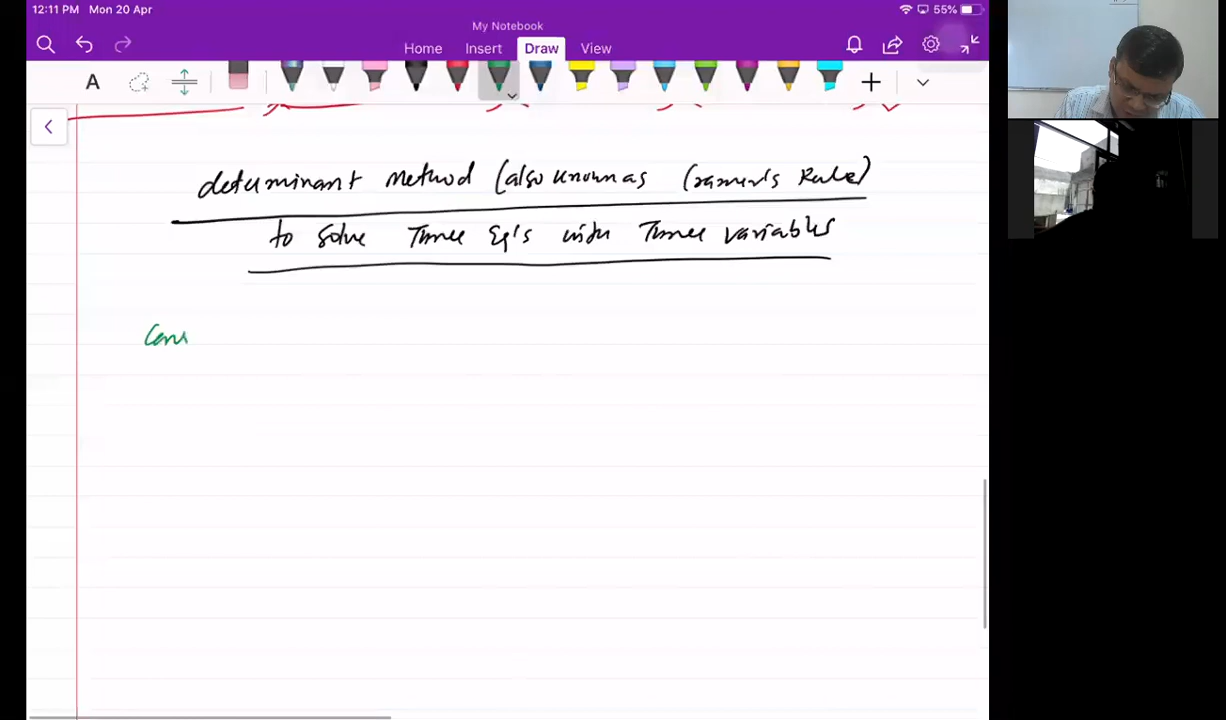 12:11 PM Mon 20 Apr
55%
My Notebook
Home Insert Draw View
A
determinant method (also known as Cramer's Rule)
to solve Three Eq's with Three variables
Cons